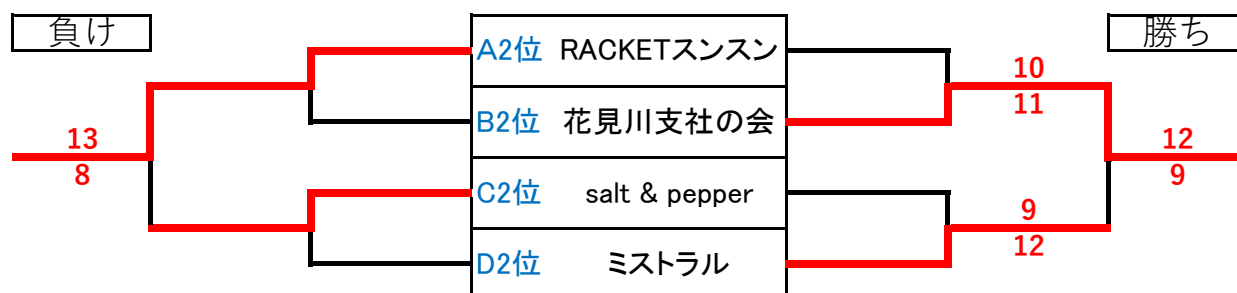 負け
勝ち
A2位 RACKETスンスン
10
B2位 花見川支社の会
11
13
8
12
9
C2位 salt & pepper
9
D2位 ミストラル
12